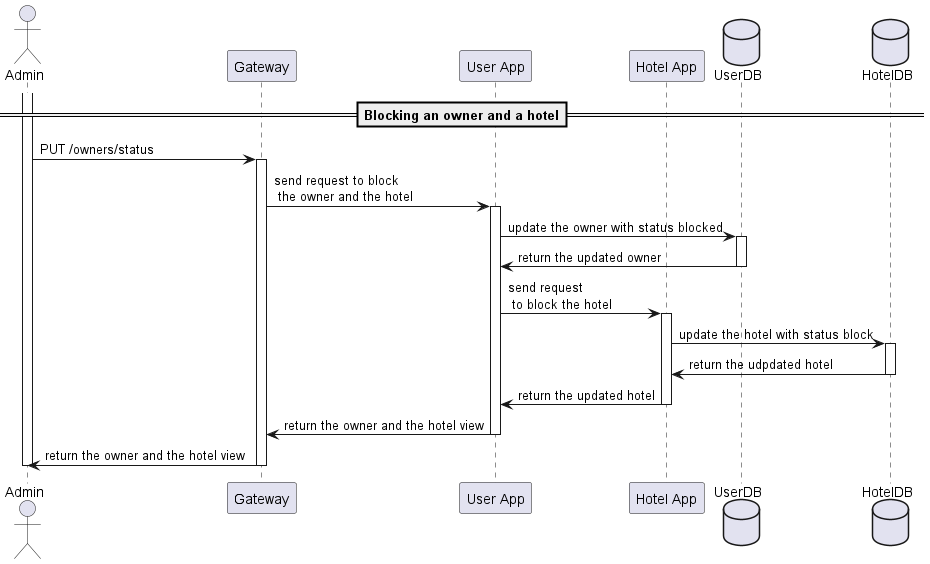 Admin
Gateway
User App
Hotel App
UserDB
HotelDB
Blocking an owner and a hotel
PUT /owners/status
send request to block
the owner and the hotel
update the owner with status blocked
return the updated owner
send request
to block the hotel
update the hotel with status block
return the udpdated hotel
return the updated hotel
return the owner and the hotel view
return the owner and the hotel view
Admin
Gateway
User App
Hotel App
UserDB
HotelDB